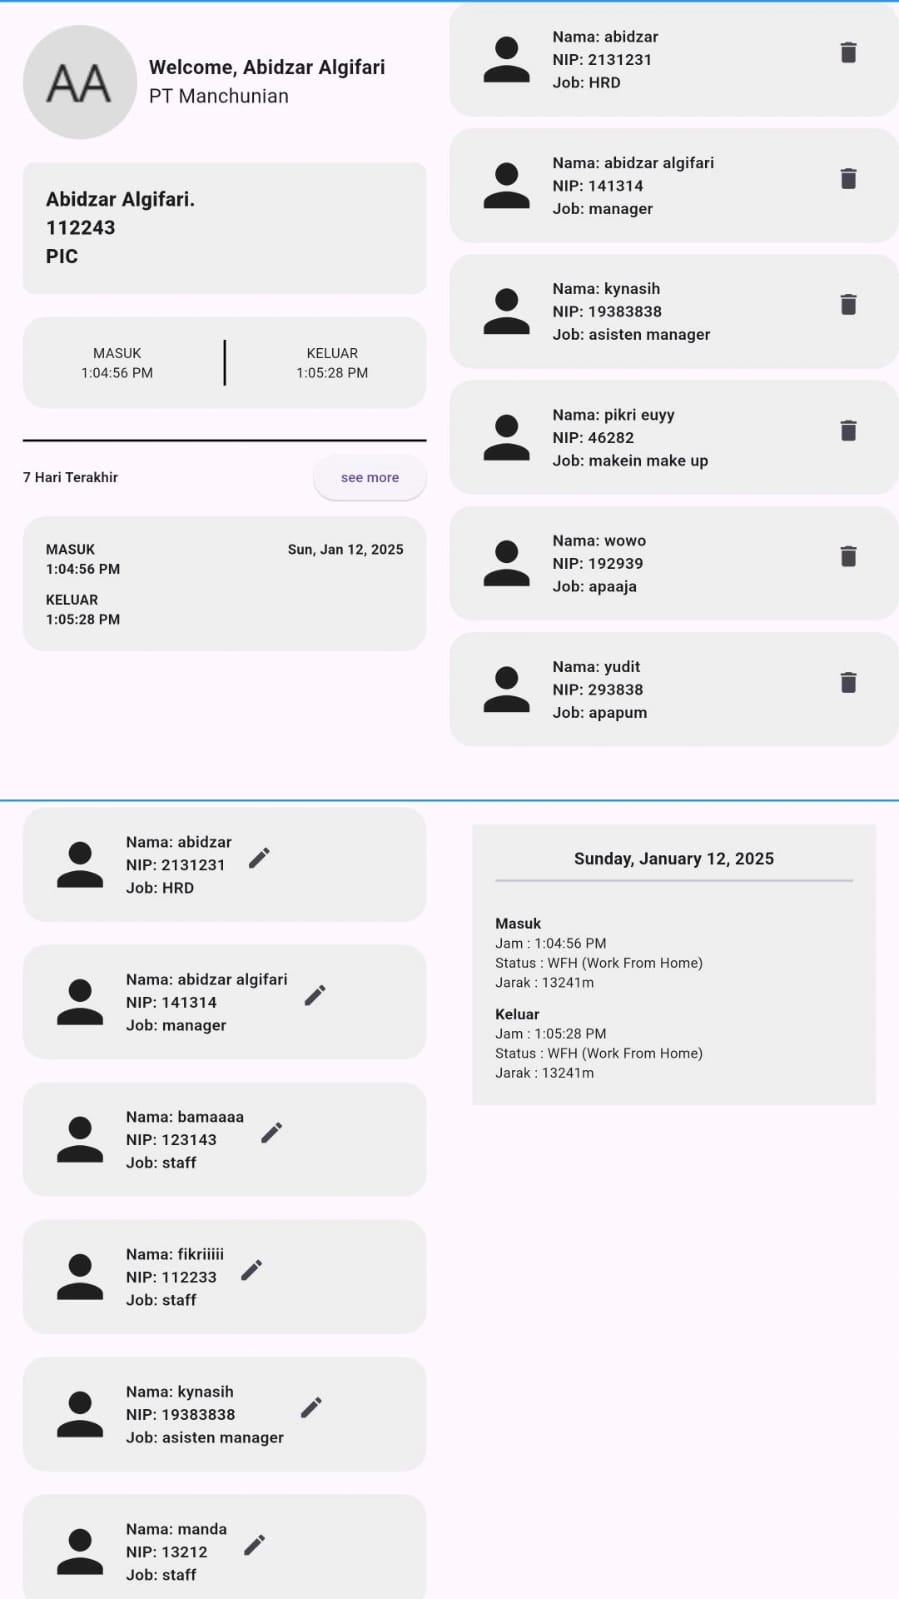 AA
Welcome, Abidzar Algifari
PT Manchunian
Abidzar Algifari.
112243
PIC
MASUK
1:04:56 PM
KELUAR
1:05:28 PM
7 Hari Terakhir
see more
MASUK
Sun, Jan 12, 2025
1:04:56 PM
KELUAR
1:05:28 PM
Nama: abidzar
NIP: 2131231
Job: HRD
Nama: abidzar algifari
NIP: 141314
Job: manager
Nama: kynasih
NIP: 19383838
Job: asisten manager
Nama: pikri euyy
NIP: 46282
Job: makein make up
Nama: wowo
NIP: 192939
Job: apaaja
Nama: yudit
NIP: 293838
Job: apapum
Nama: abidzar
NIP: 2131231
Job: HRD
Nama: abidzar algifari
NIP: 141314
Job: manager
Nama: bamaaaa
NIP: 123143
Job: staff
Nama: fikriiiii
NIP: 112233
Job: staff
Nama: kynasih
NIP: 19383838
Job: asisten manager
Nama: manda
NIP: 13212
Job: staff
Sunday, January 12, 2025
Masuk
Jam : 1:04:56 PM
Status : WFH (Work From Home)
Jarak : 13241m
Keluar
Jam : 1:05:28 PM
Status : WFH (Work From Home)
Jarak : 13241m